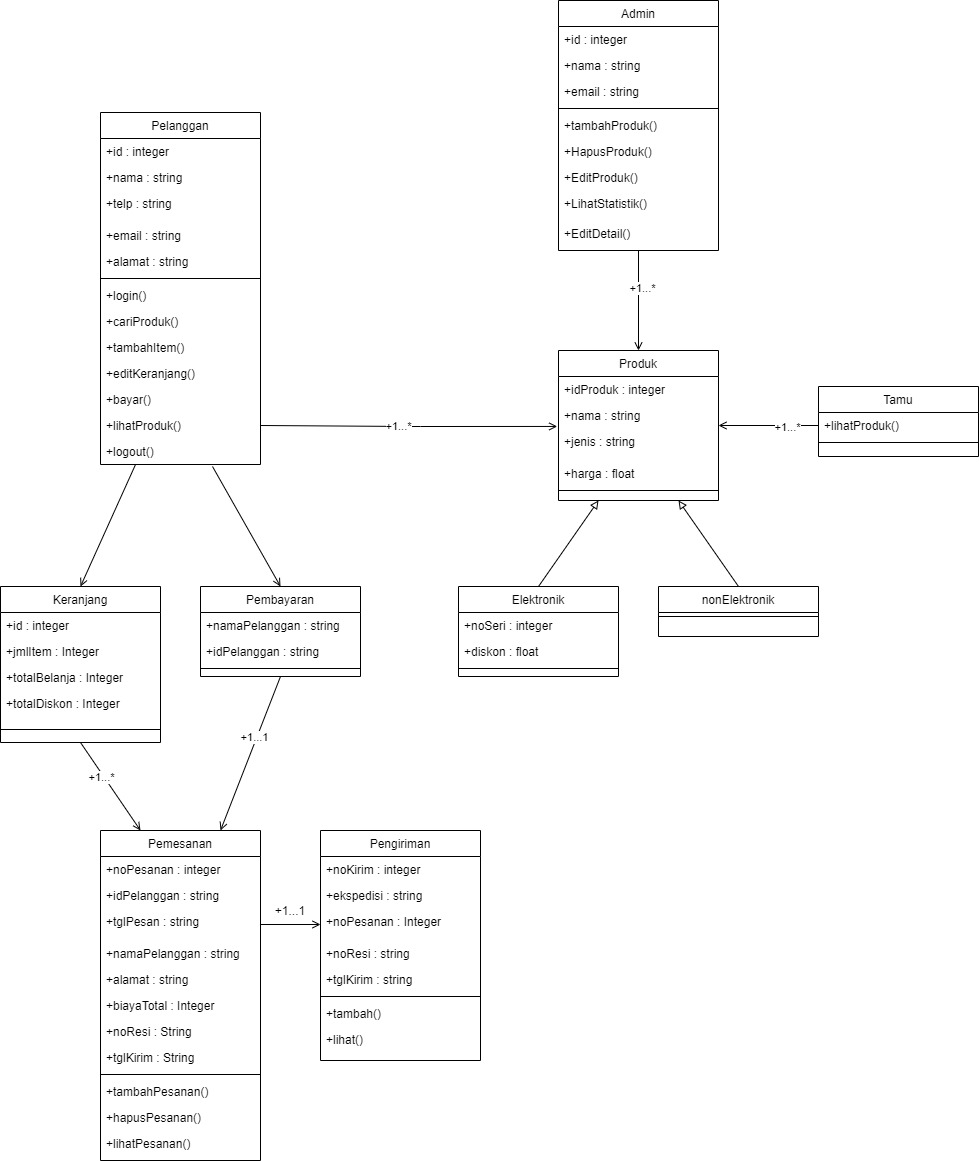 Admin
+id : integer
+nama : string
+email : string
+tambahProduk()
+HapusProduk()
+EditProduk()
+LihatStatistik()
+EditDetail()
Pelanggan
+id : integer
+nama : string
+telp : string
+email : string
+alamat : string
+login()
+cariProduk()
+tambahItem()
+editKeranjang()
+bayar()
+lihatProduk()
+logout()
+1...*
+1...*
Produk
+idProduk : integer
+nama : string
+jenis : string
+harga : float
+1...*
Tamu
+lihatProduk()
Keranjang
+id : integer
+jmlItem : Integer
+totalBelanja : Integer
+totalDiskon : Integer
Pembayaran
+namaPelanggan : string
+idPelanggan : string
Elektronik
+noSeri : integer
+diskon : float
nonElektronik
+1...*
+1...1
Pemesanan
+noPesanan : integer
+idPelanggan : string
+tglPesan : string
+namaPelanggan : string
+alamat : string
+biayaTotal : Integer
+noResi : String
+tglKirim : String
+tambahPesanan()
+hapusPesanan()
+lihatPesanan()
+1...1
Pengiriman
+noKirim : integer
+ekspedisi : string
+noPesanan : Integer
+noResi : string
+tglKirim : string
+tambah()
+lihat()